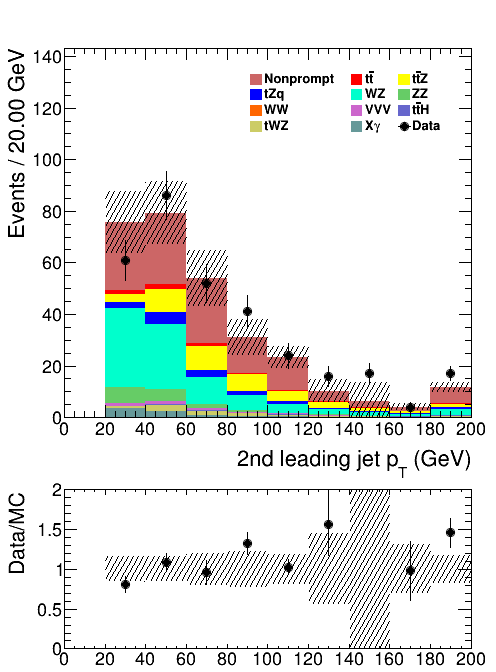 Events / 20.00 GeV
140
120
100
80
60
40
20
0
Nonprompt tt̄ tt̄Z
tZq WZ ZZ
WW VVV tt̄H
tWZ Xγ Data
0 20 40 60 80 100 120 140 160 180 200
2nd leading jet p_T (GeV)
Data/MC
2
1.5
1
0.5
0
0 20 40 60 80 100 120 140 160 180 200